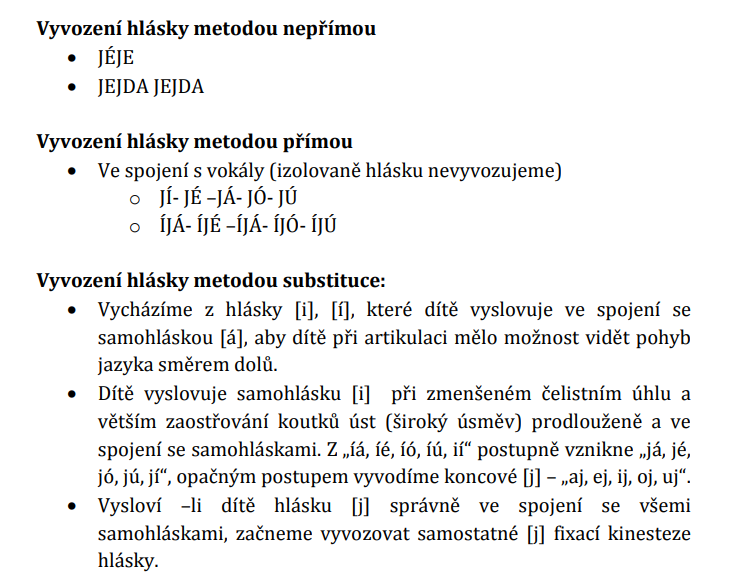 Vyvození hlásky metodou nepřímou
• JÉJE
• JEJDA JEJDA
Vyvození hlásky metodou přímou
• Ve spojení s vokály (izolovaně hlásku nevyvozujeme)
o JÍ- JÉ –JÁ- JÓ- JÚ
o ÍJÁ- ÍJÉ –ÍJÁ- ÍJÓ- ÍJÚ
Vyvození hlásky metodou substituce:
• Vycházíme z hlásky [i], [í], které dítě vyslovuje ve spojení se
samohláskou [á], aby dítě při artikulaci mělo možnost vidět pohyb
jazyka směrem dolů.
• Dítě vyslovuje samohlásku [i] při zmenšeném čelistním úhlu a
větším zaostřování koutků úst (široký úsměv) prodlouženě a ve
spojení se samohláskami. Z „íá, íé, íó, íú, ií“ postupně vznikne „já, jé,
jó, jú, jí“, opačným postupem vyvodíme koncové [j] – „aj, ej, ij, oj, uj“.
• Vysloví –li dítě hlásku [j] správně ve spojení se všemi
samohláskami, začneme vyvozovat samostatné [j] fixací kinesteze
hlásky.